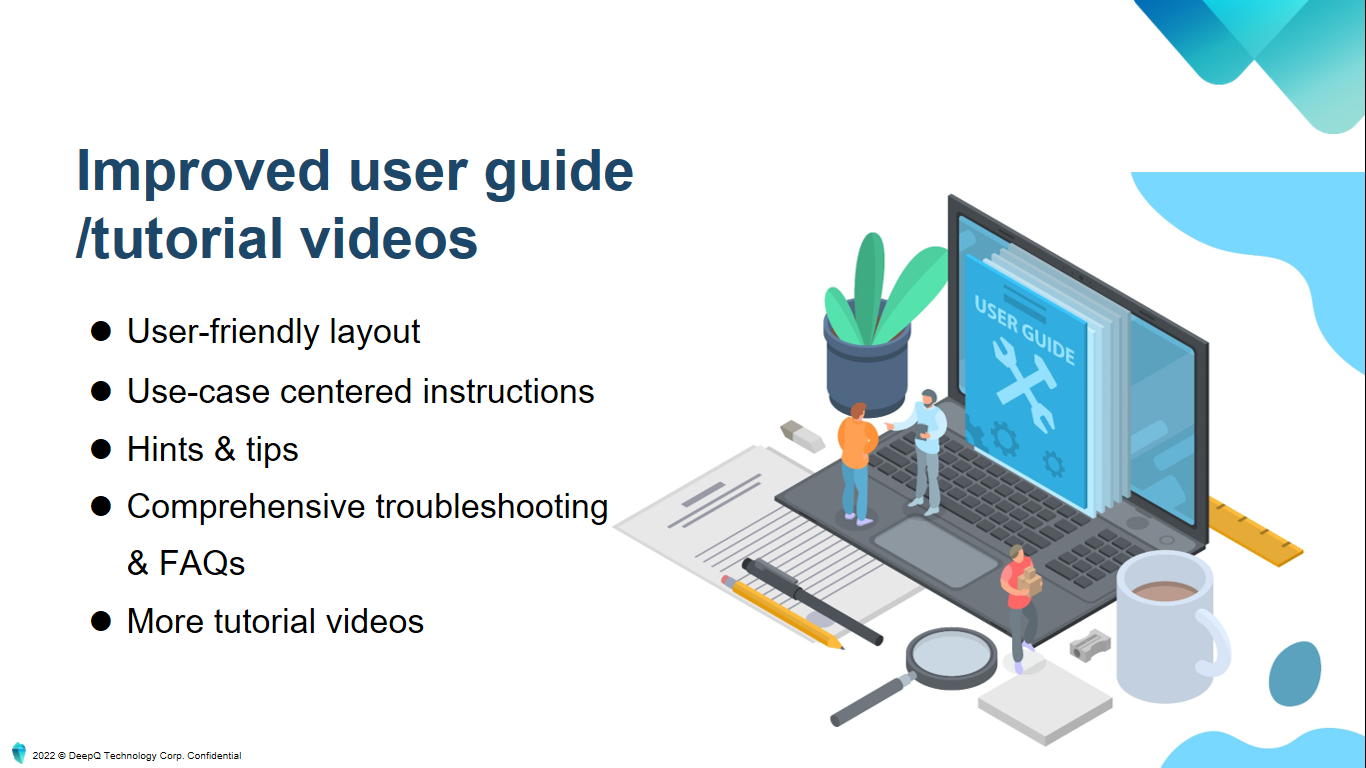 Improved user guide
/tutorial videos
● User-friendly layout
● Use-case centered instructions
● Hints & tips
● Comprehensive troubleshooting
& FAQs
● More tutorial videos
USER GUIDE
2022 © DeepQ Technology Corp. Confidential